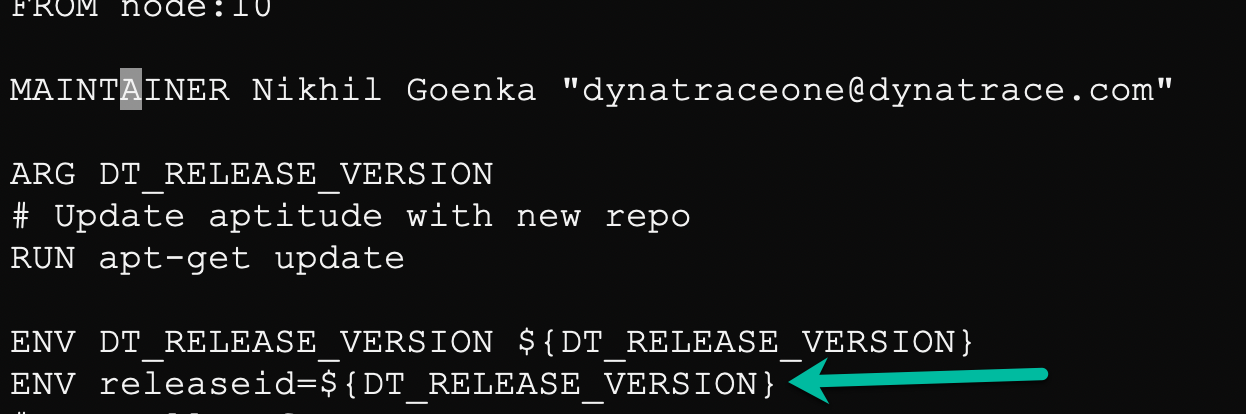 FROM node:10
MAINTAINER Nikhil Goenka "dynatraceone@dynatrace.com"
ARG DT_RELEASE_VERSION
# Update aptitude with new repo
RUN apt-get update
ENV DT_RELEASE_VERSION ${DT_RELEASE_VERSION}
ENV releaseid=${DT_RELEASE_VERSION}